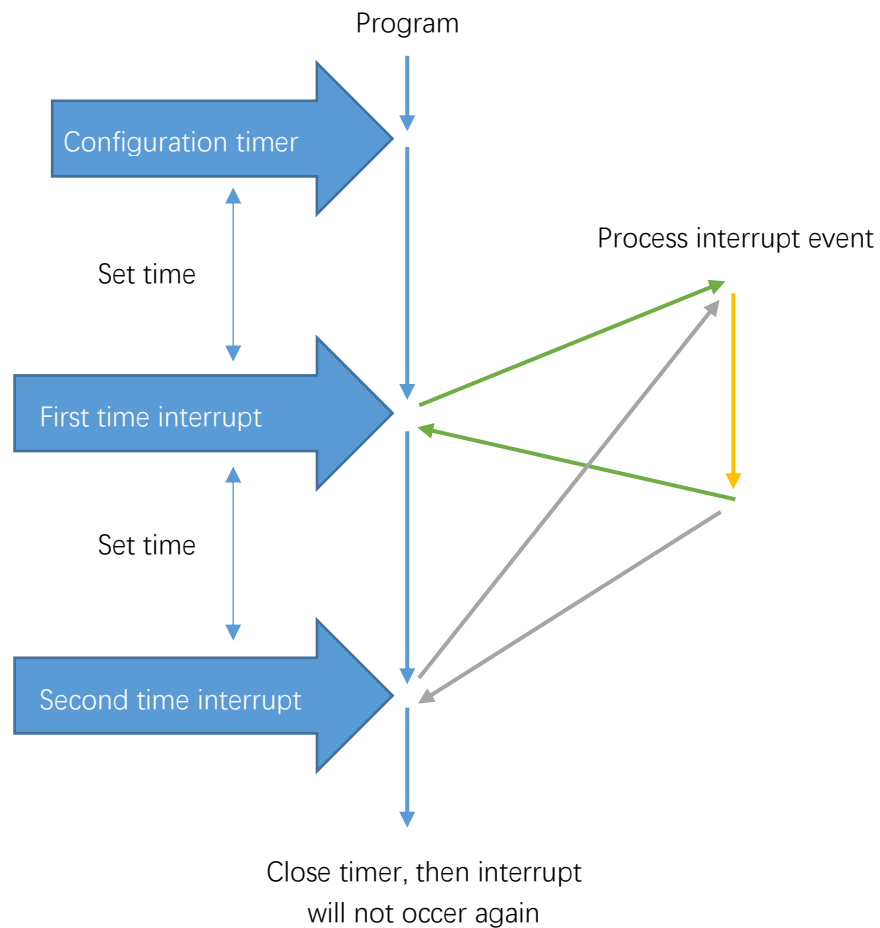 Program
Configuration timer
Process interrupt event
Set time
First time interrupt
Set time
Second time interrupt
Close timer, then interrupt
will not occer again